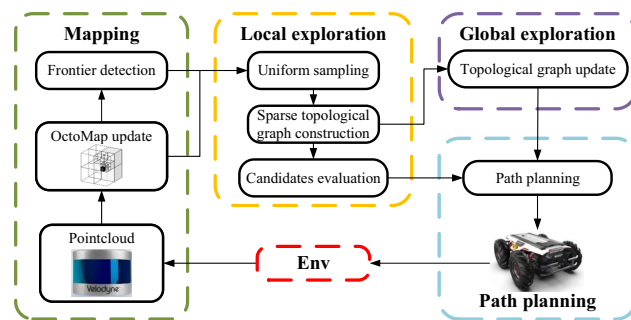 Mapping
Frontier detection
OctoMap update
Pointcloud
Velodyne
Local exploration
Uniform sampling
Sparse topological
graph construction
Candidates evaluation
Global exploration
Topological graph update
Path planning
Path planning
Env